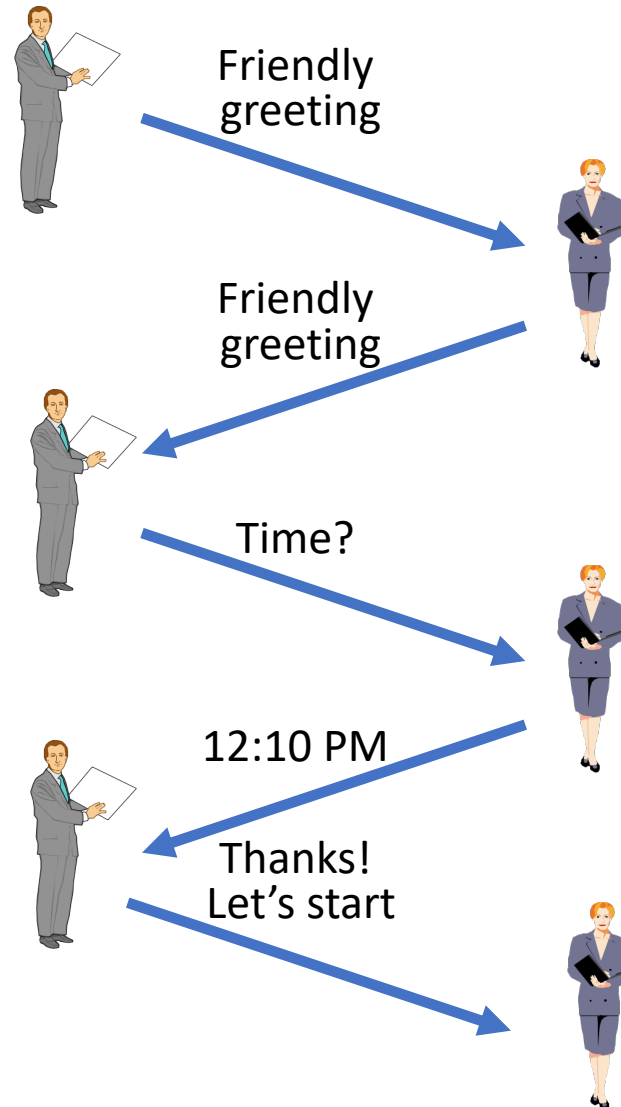 Friendly
greeting
Friendly
greeting
Time?
12:10 PM
Thanks!
Let’s start